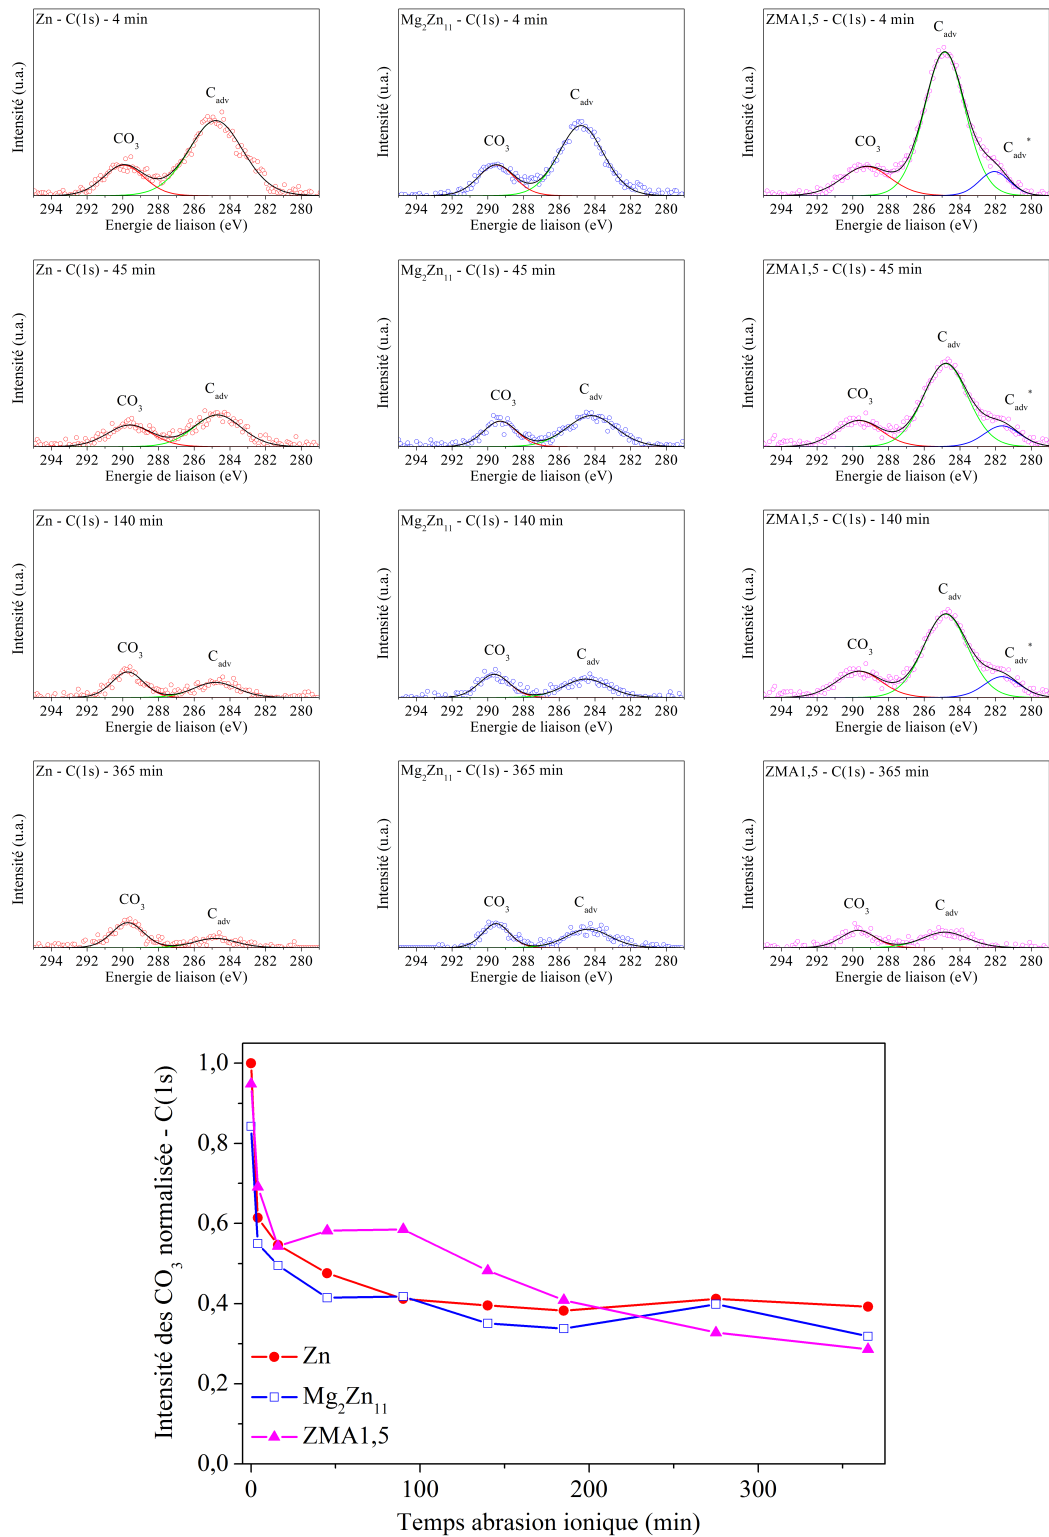 Zn - C(1s) - 4 min
CO3
Cadv
Intensité (u.a.)
294 292 290 288 286 284 282 280
Energie de liaison (eV)
Mg2Zn11 - C(1s) - 4 min
CO3
Cadv
Intensité (u.a.)
294 292 290 288 286 284 282 280
Energie de liaison (eV)
ZMA1,5 - C(1s) - 4 min
CO3
Cadv
Cadv*
Intensité (u.a.)
294 292 290 288 286 284 282 280
Energie de liaison (eV)
Zn - C(1s) - 45 min
CO3
Cadv
Intensité (u.a.)
294 292 290 288 286 284 282 280
Energie de liaison (eV)
Mg2Zn11 - C(1s) - 45 min
CO3
Cadv
Intensité (u.a.)
294 292 290 288 286 284 282 280
Energie de liaison (eV)
ZMA1,5 - C(1s) - 45 min
CO3
Cadv
Cadv*
Intensité (u.a.)
294 292 290 288 286 284 282 280
Energie de liaison (eV)
Zn - C(1s) - 140 min
CO3
Cadv
Intensité (u.a.)
294 292 290 288 286 284 282 280
Energie de liaison (eV)
Mg2Zn11 - C(1s) - 140 min
CO3
Cadv
Intensité (u.a.)
294 292 290 288 286 284 282 280
Energie de liaison (eV)
ZMA1,5 - C(1s) - 140 min
CO3
Cadv
Cadv*
Intensité (u.a.)
294 292 290 288 286 284 282 280
Energie de liaison (eV)
Zn - C(1s) - 365 min
CO3
Cadv
Intensité (u.a.)
294 292 290 288 286 284 282 280
Energie de liaison (eV)
Mg2Zn11 - C(1s) - 365 min
CO3
Cadv
Intensité (u.a.)
294 292 290 288 286 284 282 280
Energie de liaison (eV)
ZMA1,5 - C(1s) - 365 min
CO3
Cadv
Intensité (u.a.)
294 292 290 288 286 284 282 280
Energie de liaison (eV)
Intensité des CO3 normalisée - C(1s)
1,0
0,8
0,6
0,4
0,2
0,0
Zn
Mg2Zn11
ZMA1,5
0 100 200 300
Temps abrasion ionique (min)